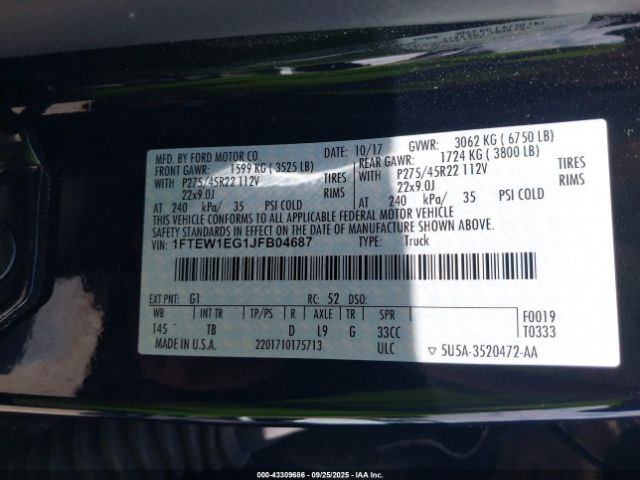 MFD. BY FORD MOTOR CO. 10/17 GVWR: 3062 KG ( 6750 LB)
FRONT GAWR: 1599 KG ( 3525 LB) REAR GAWR: 1724 KG ( 3800 LB)
WITH P275/45R22 112V TIRES WITH P275/45R22 112V TIRES
22x9.0J RIMS 22x9.0J RIMS
AT 240 kPa/ 35 PSI COLD AT 240 kPa/ 35 PSI COLD
THIS VEHICLE CONFORMS TO ALL APPLICABLE FEDERAL MOTOR VEHICLE
SAFETY STANDARDS IN EFFECT ON THE DATE OF MANUFACTURE SHOWN ABOVE.
VIN: 1FTEW1EG1JFB04687 TYPE: Truck
EXT PNT: G1 RC: 52 DSO:
WB TB TP/PS R AXLE TR SPR F0019
145 TB D L9 G 33CC T0333
MADE IN U.S.A. 2201710175713 ULC ▽ 5U5A-3520472-AA
000-43309686 - 09/25/2025 - IAAI.COM